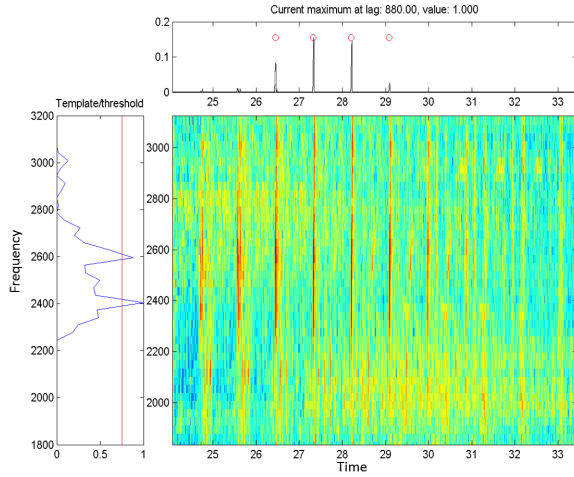 Current maximum at lag: 880.00, value: 1.000
0.2
0.1
0
25 26 27 28 29 30 31 32 33
Template/threshold
3200
3000
2800
2600
2400
2200
2000
1800
0 0.5 1
Frequency
3000
2800
2600
2400
2200
2000
25 26 27 28 29 30 31 32 33
Time